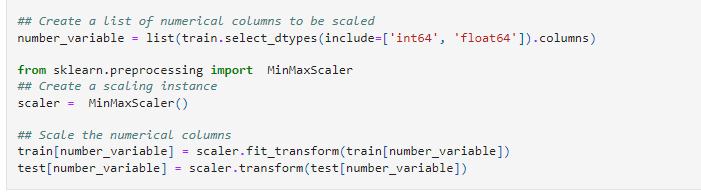 ## Create a list of numerical columns to be scaled
number_variable = list(train.select_dtypes(include=['int64', 'float64']).columns)
from sklearn.preprocessing import  MinMaxScaler
## Create a scaling instance
scaler =  MinMaxScaler()
## Scale the numerical columns
train[number_variable] = scaler.fit_transform(train[number_variable])
test[number_variable] = scaler.transform(test[number_variable])